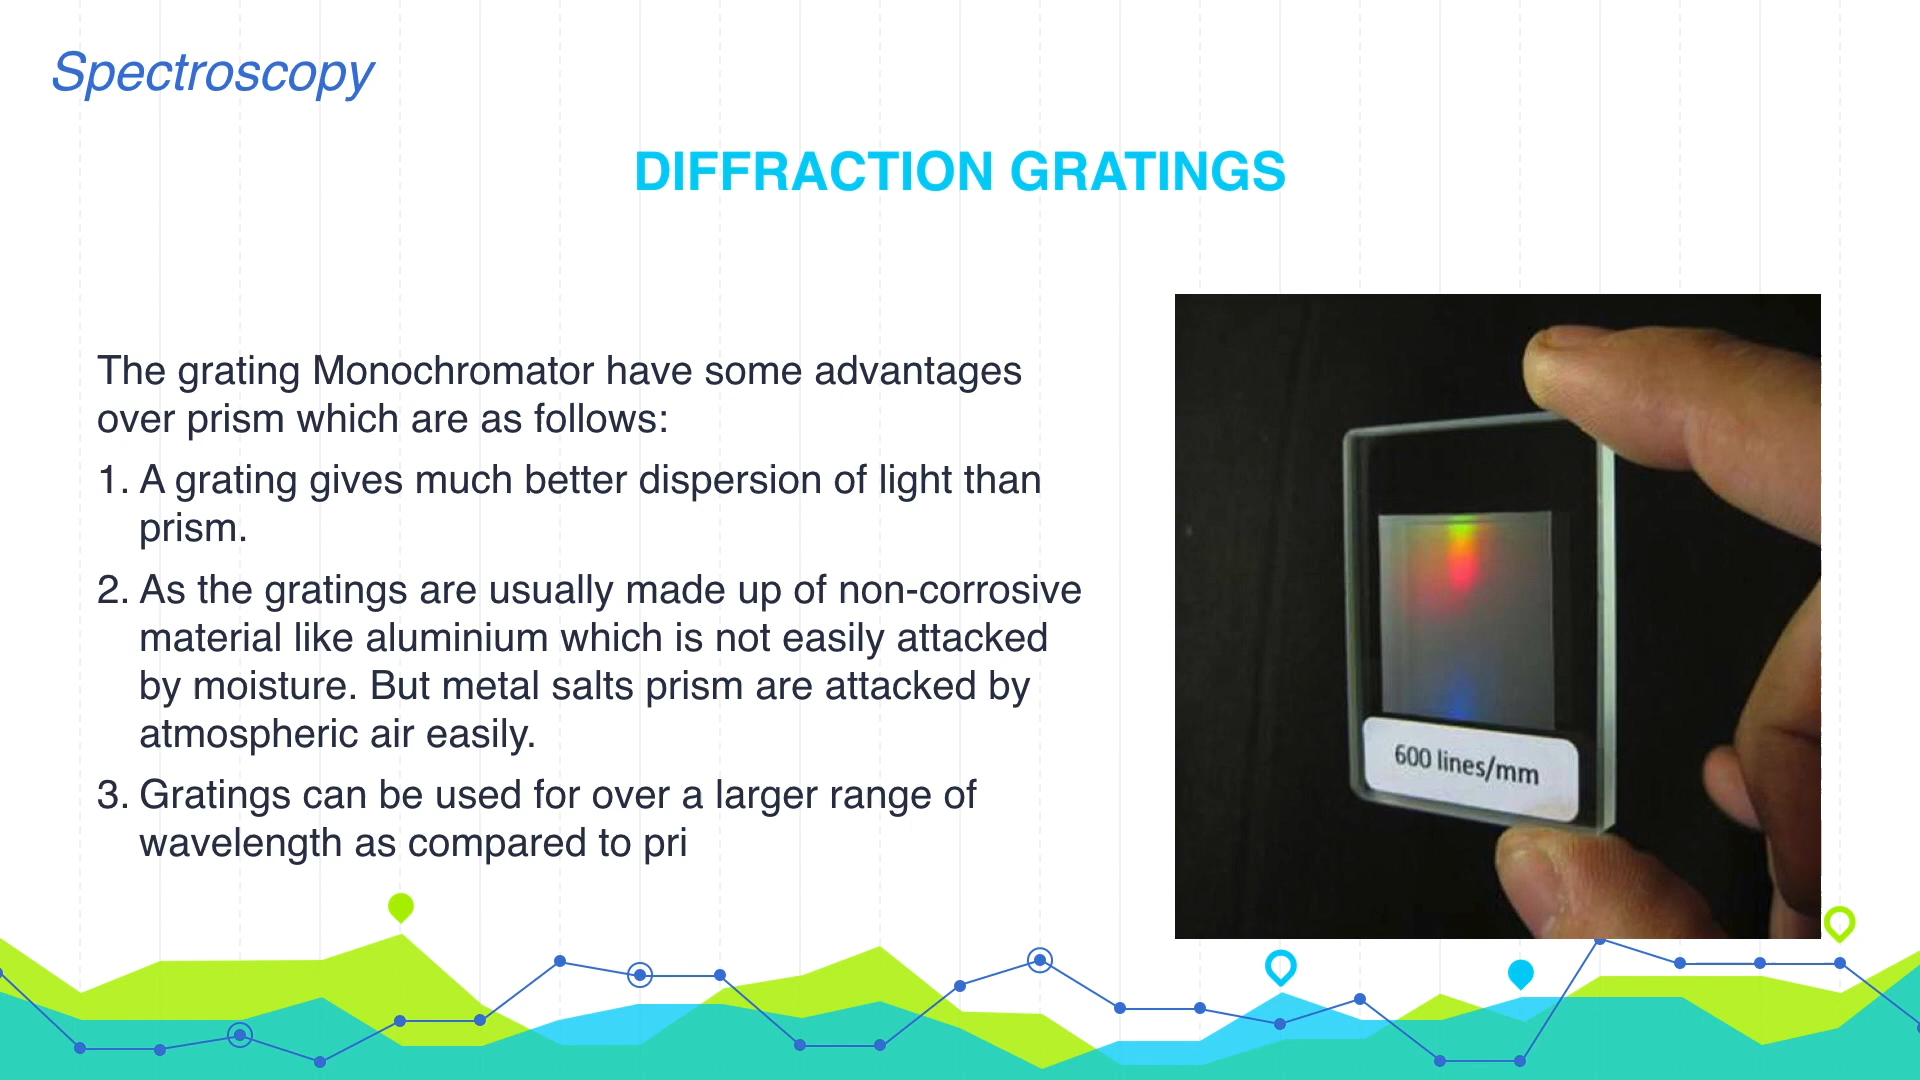 Spectroscopy
DIFFRACTION GRATINGS
The grating Monochromator have some advantages
over prism which are as follows:
1. A grating gives much better dispersion of light than
prism.
2. As the gratings are usually made up of non-corrosive
material like aluminium which is not easily attacked
by moisture. But metal salts prism are attacked by
atmospheric air easily.
3. Gratings can be used for over a larger range of
wavelength as compared to pri
600 lines/mm